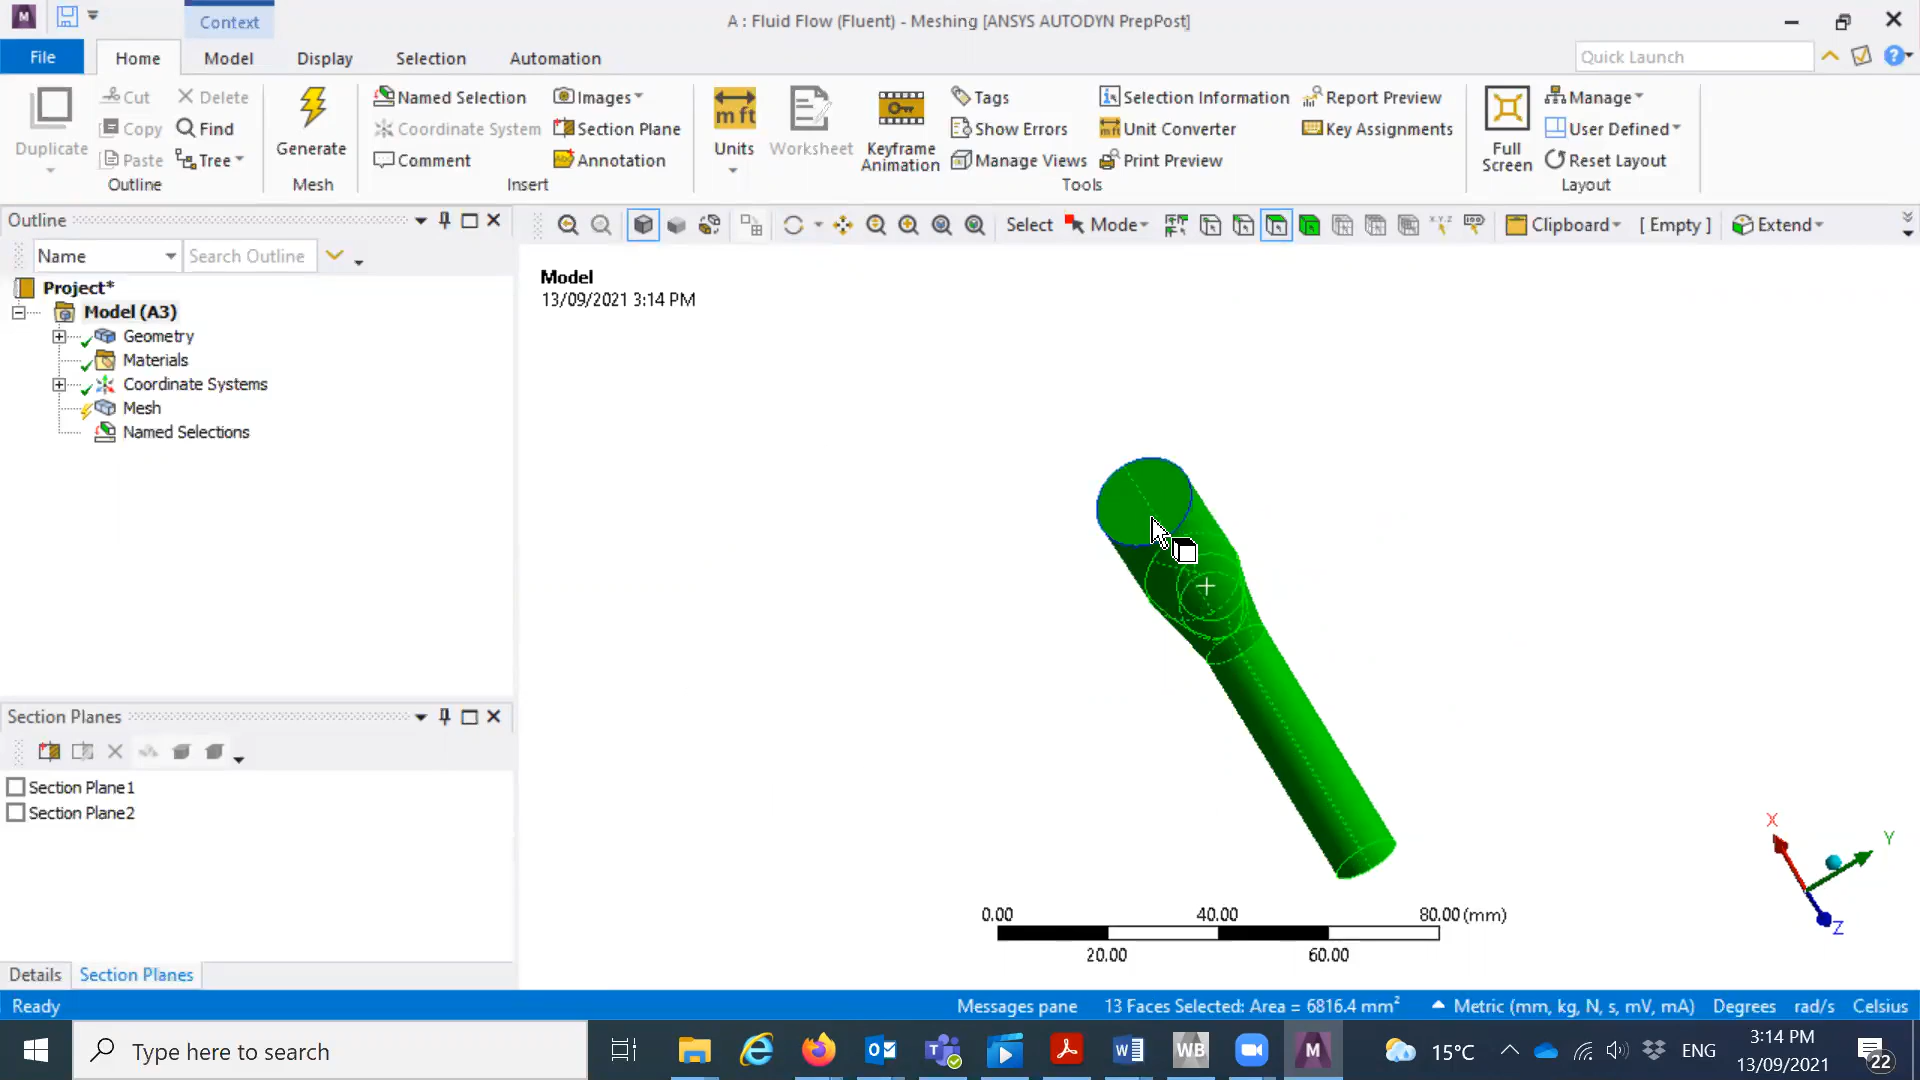 M
Context
A : Fluid Flow (Fluent) - Meshing [ANSYS AUTODYN PrepPost]
File
Home
Model
Display
Selection
Automation
Quick Launch
Duplicate
Cut
Copy
Paste
Delete
Find
Tree
Outline
Generate
Mesh
Named Selection
Coordinate System
Comment
Images
Section Plane
Annotation
Insert
m ft
Units
Worksheet
Keyframe
Animation
Tags
Show Errors
Manage Views
Selection Information
Unit Converter
Print Preview
Report Preview
Key Assignments
Tools
Full
Screen
Manage
User Defined
Reset Layout
Layout
Outline
Name
Search Outline
Select
Mode
Clipboard
[ Empty ]
Extend
Project*
Model (A3)
Geometry
Materials
Coordinate Systems
Mesh
Named Selections
Model
13/09/2021 3:14 PM
Section Planes
Section Plane1
Section Plane2
0.00
40.00
80.00 (mm)
20.00
60.00
X
Y
Z
Details
Section Planes
Ready
Messages pane
13 Faces Selected: Area = 6816.4 mm²
Metric (mm, kg, N, s, mV, mA)
Degrees
rad/s
Celsius
Type here to search
WB
M
15°C
ENG
3:14 PM
13/09/2021
22